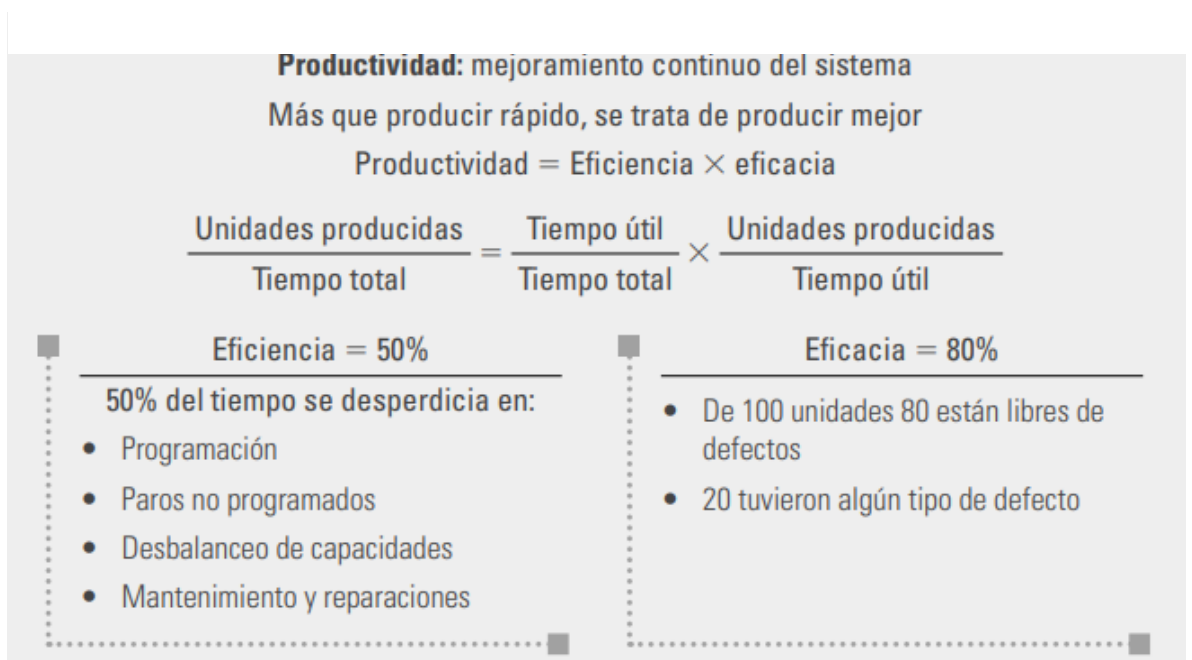 Productividad: mejoramiento continuo del sistema
Más que producir rápido, se trata de producir mejor
Productividad = Eficiencia × eficacia
Unidades producidas / Tiempo total = Tiempo útil / Tiempo total × Unidades producidas / Tiempo útil
Eficiencia = 50%
50% del tiempo se desperdicia en:
• Programación
• Paros no programados
• Desbalanceo de capacidades
• Mantenimiento y reparaciones
Eficacia = 80%
• De 100 unidades 80 están libres de
defectos
• 20 tuvieron algún tipo de defecto